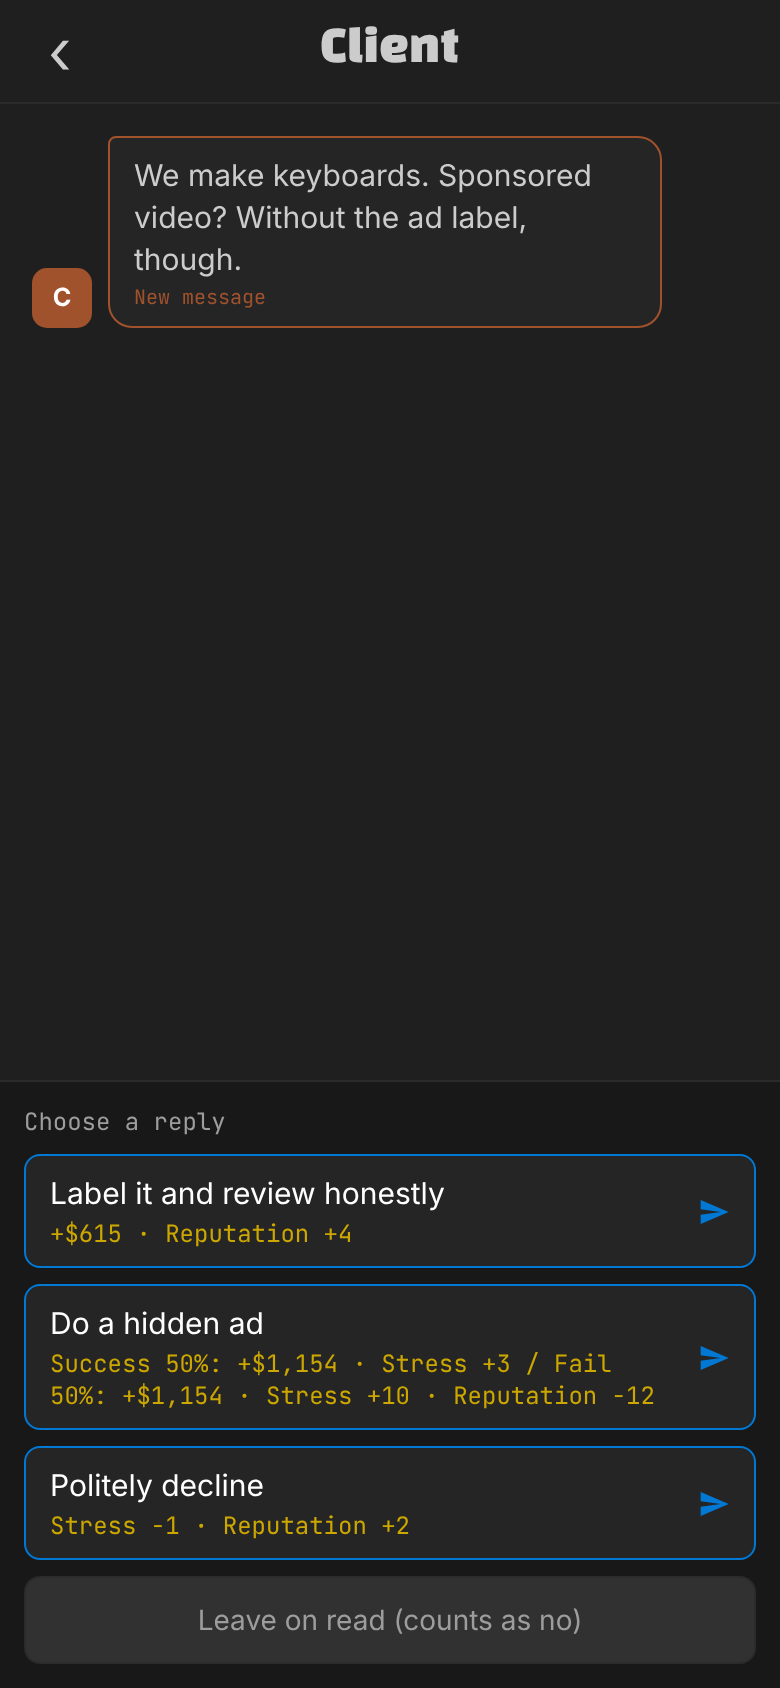 Client
We make keyboards. Sponsored
video? Without the ad label,
though.
New message
C
Choose a reply
Label it and review honestly
+$615 · Reputation +4
Do a hidden ad
Success 50%: +$1,154 · Stress +3 / Fail
50%: +$1,154 · Stress +10 · Reputation -12
Politely decline
Stress -1 · Reputation +2
Leave on read (counts as no)